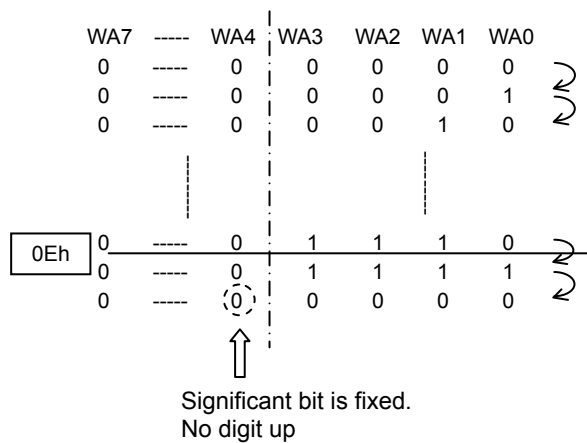 WA7 ----- WA4 WA3 WA2 WA1 WA0
0 ----- 0 0 0 0 0
0 ----- 0 0 0 0 1
0 ----- 0 0 0 1 0
0Eh 0 ----- 0 1 1 1 0
0 ----- 0 1 1 1 1
0 ----- 0 0 0 0 0
Significant bit is fixed.
No digit up